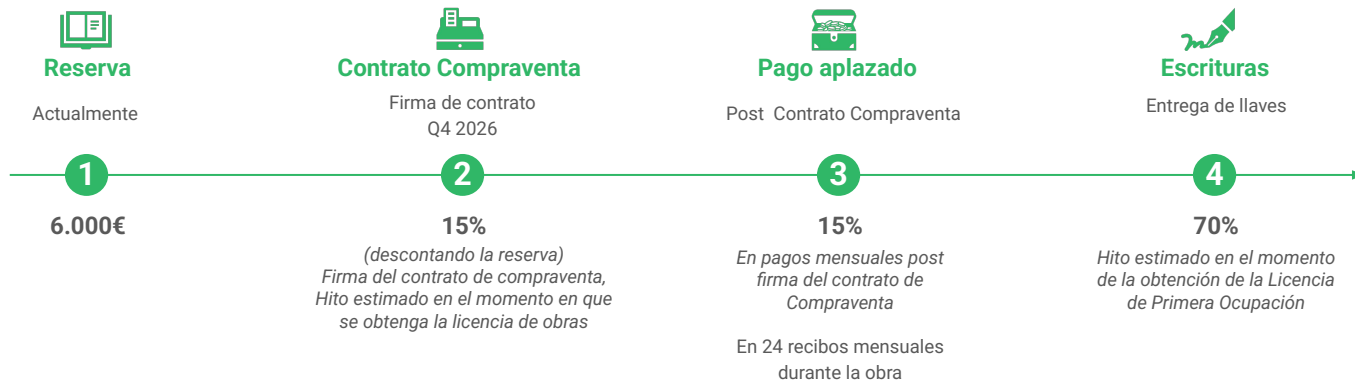 Reserva
Actualmente
1
6.000€
Contrato Compraventa
Firma de contrato
Q4 2026
2
15%
(descontando la reserva)
Firma del contrato de compraventa,
Hito estimado en el momento en que
se obtenga la licencia de obras
Pago aplazado
Post Contrato Compraventa
3
15%
En pagos mensuales post
firma del contrato de
Compraventa
En 24 recibos mensuales
durante la obra
Escrituras
Entrega de llaves
4
70%
Hito estimado en el momento
de la obtención de la Licencia
de Primera Ocupación